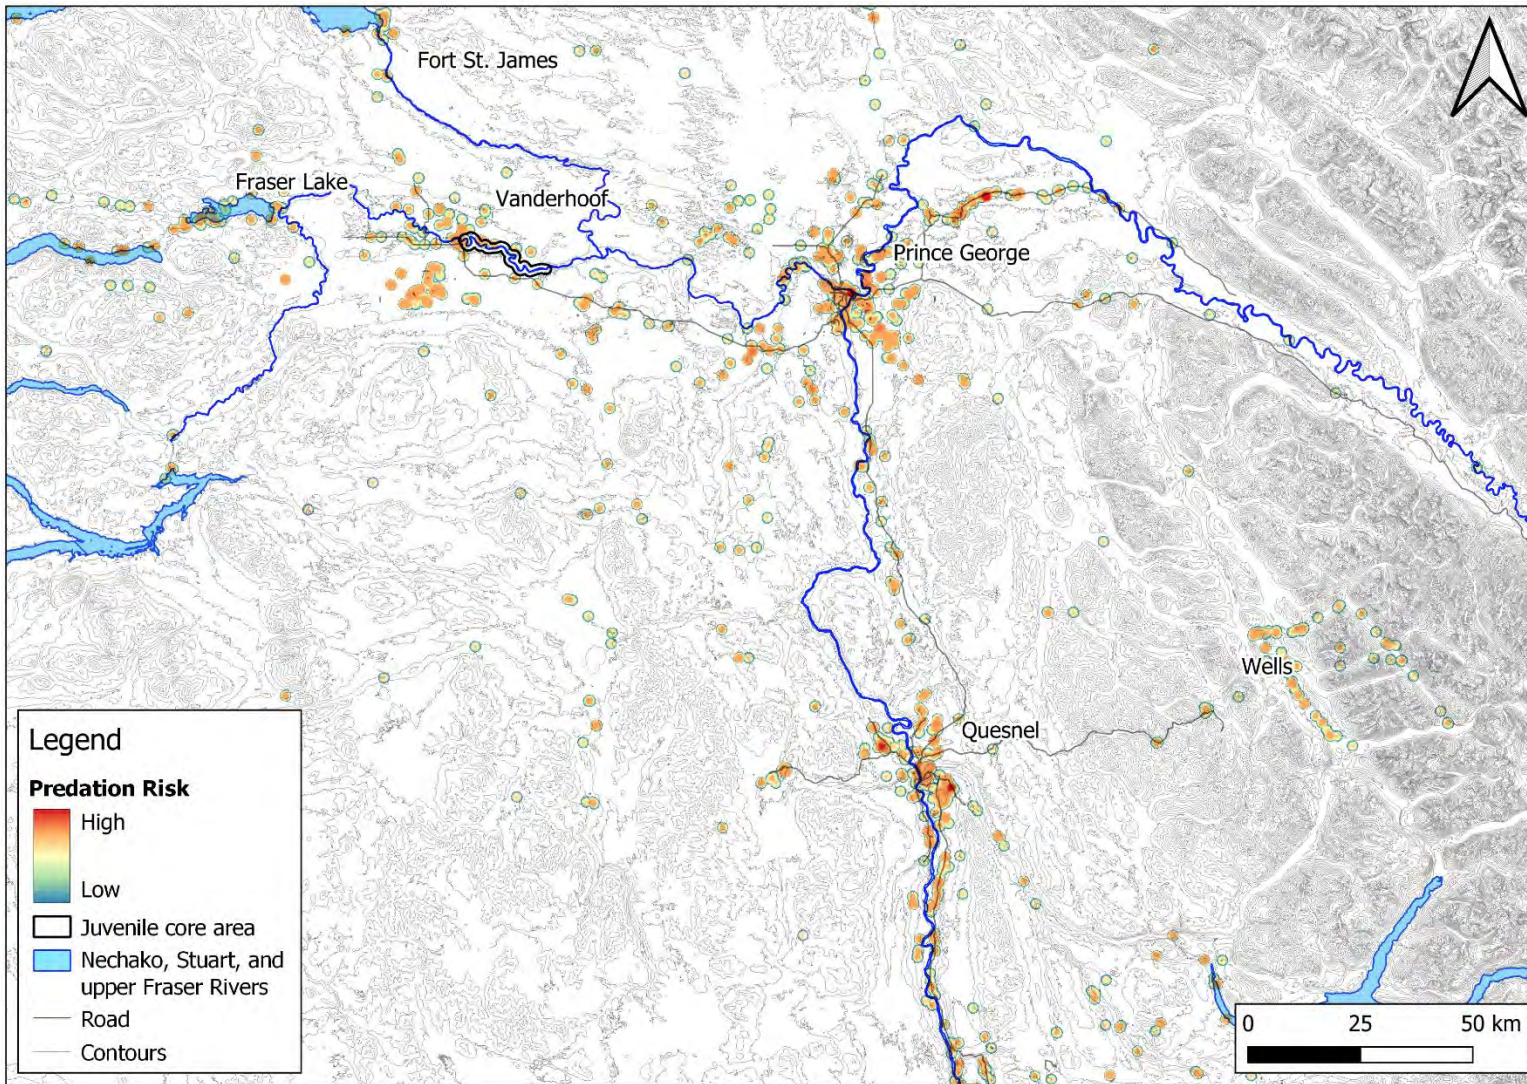 Fort St. James
Fraser Lake
Vanderhoof
Prince George
Wells
Quesnel
Legend
Predation Risk
High
Low
Juvenile core area
Nechako, Stuart, and
upper Fraser Rivers
Road
Contours
0 25 50 km